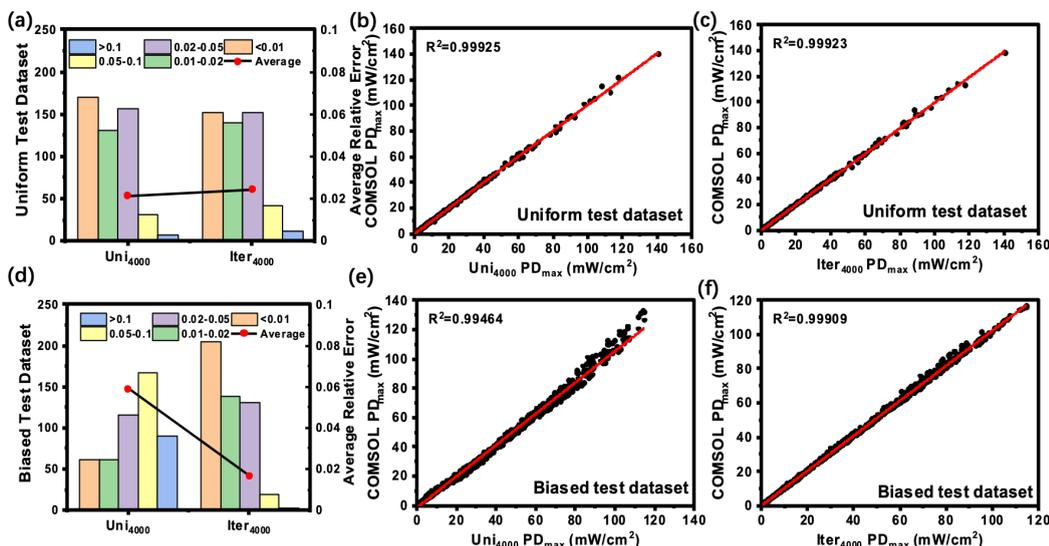 (a)
250
200
150
100
50
0
Uniform Test Dataset
>0.1
0.02-0.05
<0.01
0.05-0.1
0.01-0.02
Average
0.1
0.08
0.06
0.04
0.02
0
Average Relative Error
Uni4000
Iter4000
(b)
160
140
120
100
80
60
40
20
0
COMSOL PDmax (mW/cm²)
R²=0.99925
Uniform test dataset
0 20 40 60 80 100 120 140 160
Uni4000 PDmax (mW/cm²)
(c)
160
140
120
100
80
60
40
20
0
COMSOL PDmax (mW/cm²)
R²=0.99923
Uniform test dataset
0 20 40 60 80 100 120 140 160
Iter4000 PDmax (mW/cm²)
(d)
250
200
150
100
50
0
Biased Test Dataset
>0.1
0.02-0.05
<0.01
0.05-0.1
0.01-0.02
Average
0.1
0.08
0.06
0.04
0.02
0
Average Relative Error
Uni4000
Iter4000
(e)
140
120
100
80
60
40
20
0
COMSOL PDmax (mW/cm²)
R²=0.99464
Biased test dataset
0 20 40 60 80 100 120 140
Uni4000 PDmax (mW/cm²)
(f)
120
100
80
60
40
20
0
COMSOL PDmax (mW/cm²)
R²=0.99909
Biased test dataset
0 20 40 60 80 100 120
Iter4000 PDmax (mW/cm²)